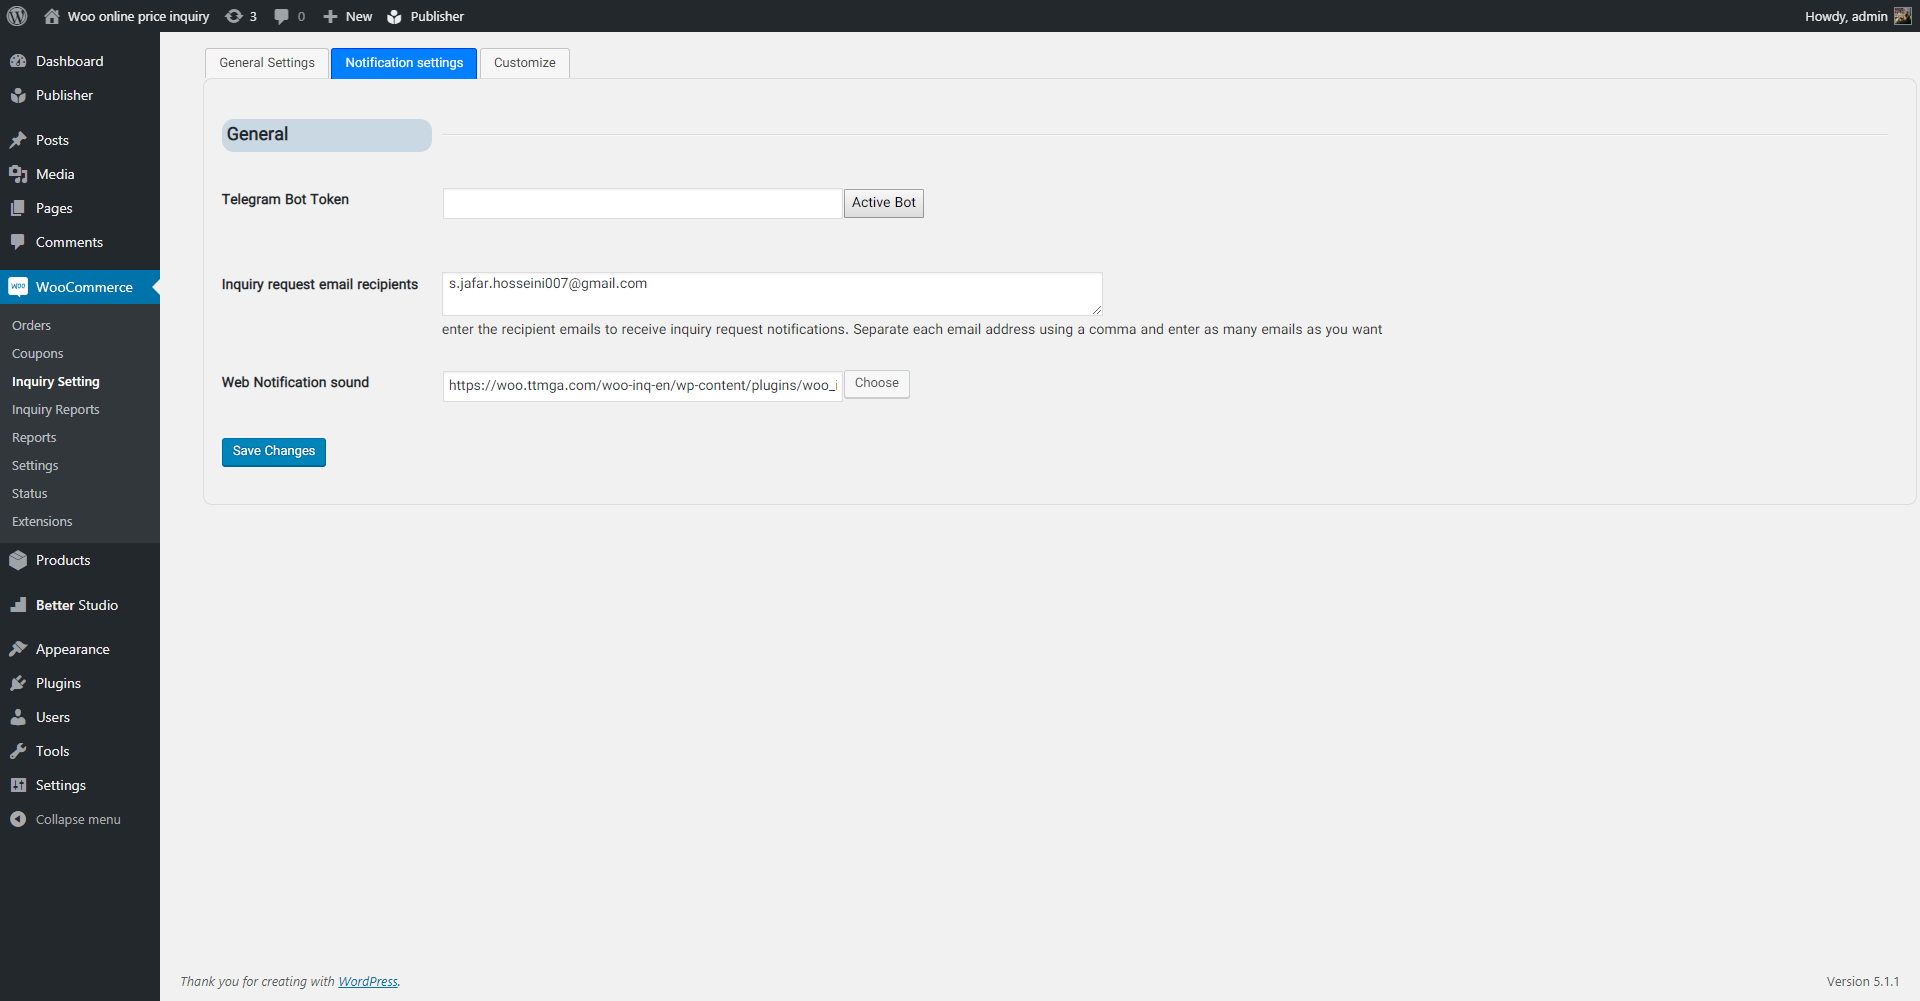 Woo online price inquiry 3 0 New Publisher Howdy, admin
Dashboard
Publisher
Posts
Media
Pages
Comments
WooCommerce
Orders
Coupons
Inquiry Setting
Inquiry Reports
Reports
Settings
Status
Extensions
Products
Better Studio
Appearance
Plugins
Users
Tools
Settings
Collapse menu
General Settings Notification settings Customize
General
Telegram Bot Token Active Bot
Inquiry request email recipients s.jafar.hosseini007@gmail.com
enter the recipient emails to receive inquiry request notifications. Separate each email address using a comma and enter as many emails as you want
Web Notification sound https://woo.ttmga.com/woo-inq-en/wp-content/plugins/woo_i Choose
Save Changes
Thank you for creating with WordPress. Version 5.1.1